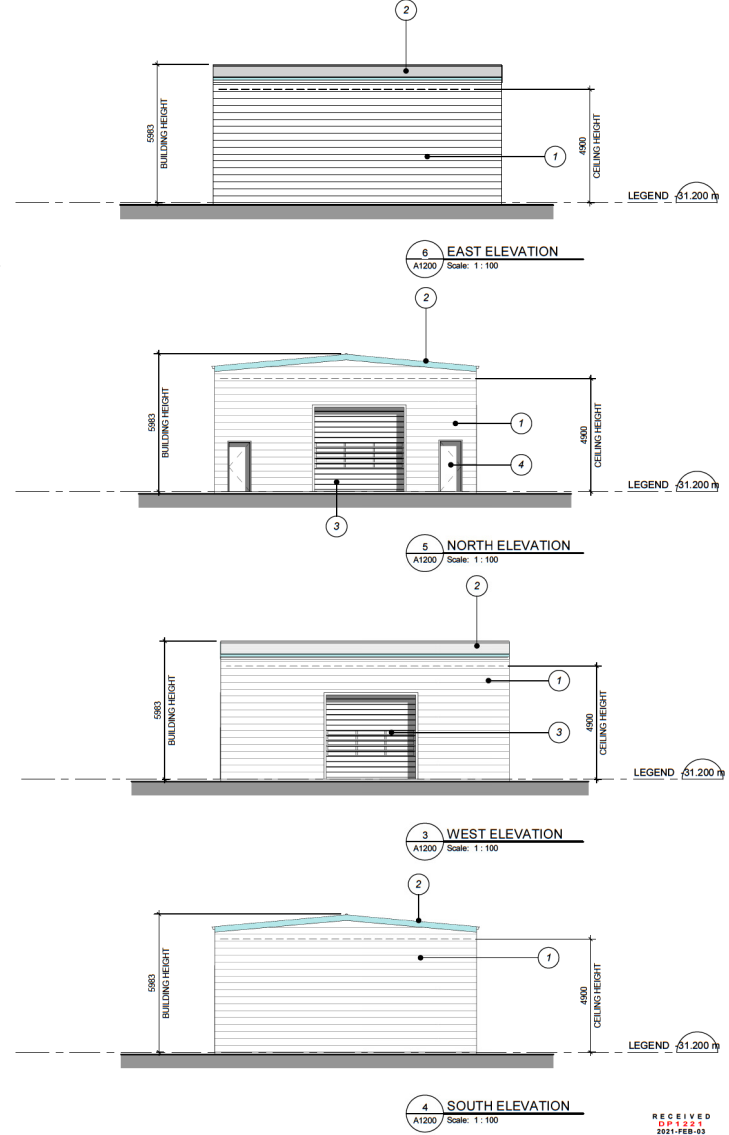 2
5983
BUILDING HEIGHT
4900
CEILING HEIGHT
1
LEGEND -31.200 m
6 EAST ELEVATION
A1200 Scale: 1 : 100
2
5983
BUILDING HEIGHT
4900
CEILING HEIGHT
1
4
LEGEND -31.200 m
3
5 NORTH ELEVATION
A1200 Scale: 1 : 100
2
5983
BUILDING HEIGHT
4900
CEILING HEIGHT
1
3
LEGEND -31.200 m
3 WEST ELEVATION
A1200 Scale: 1 : 100
2
5983
BUILDING HEIGHT
4900
CEILING HEIGHT
1
LEGEND -31.200 m
4 SOUTH ELEVATION
A1200 Scale: 1 : 100
RECEIVED
DP1221
2021-FEB-03